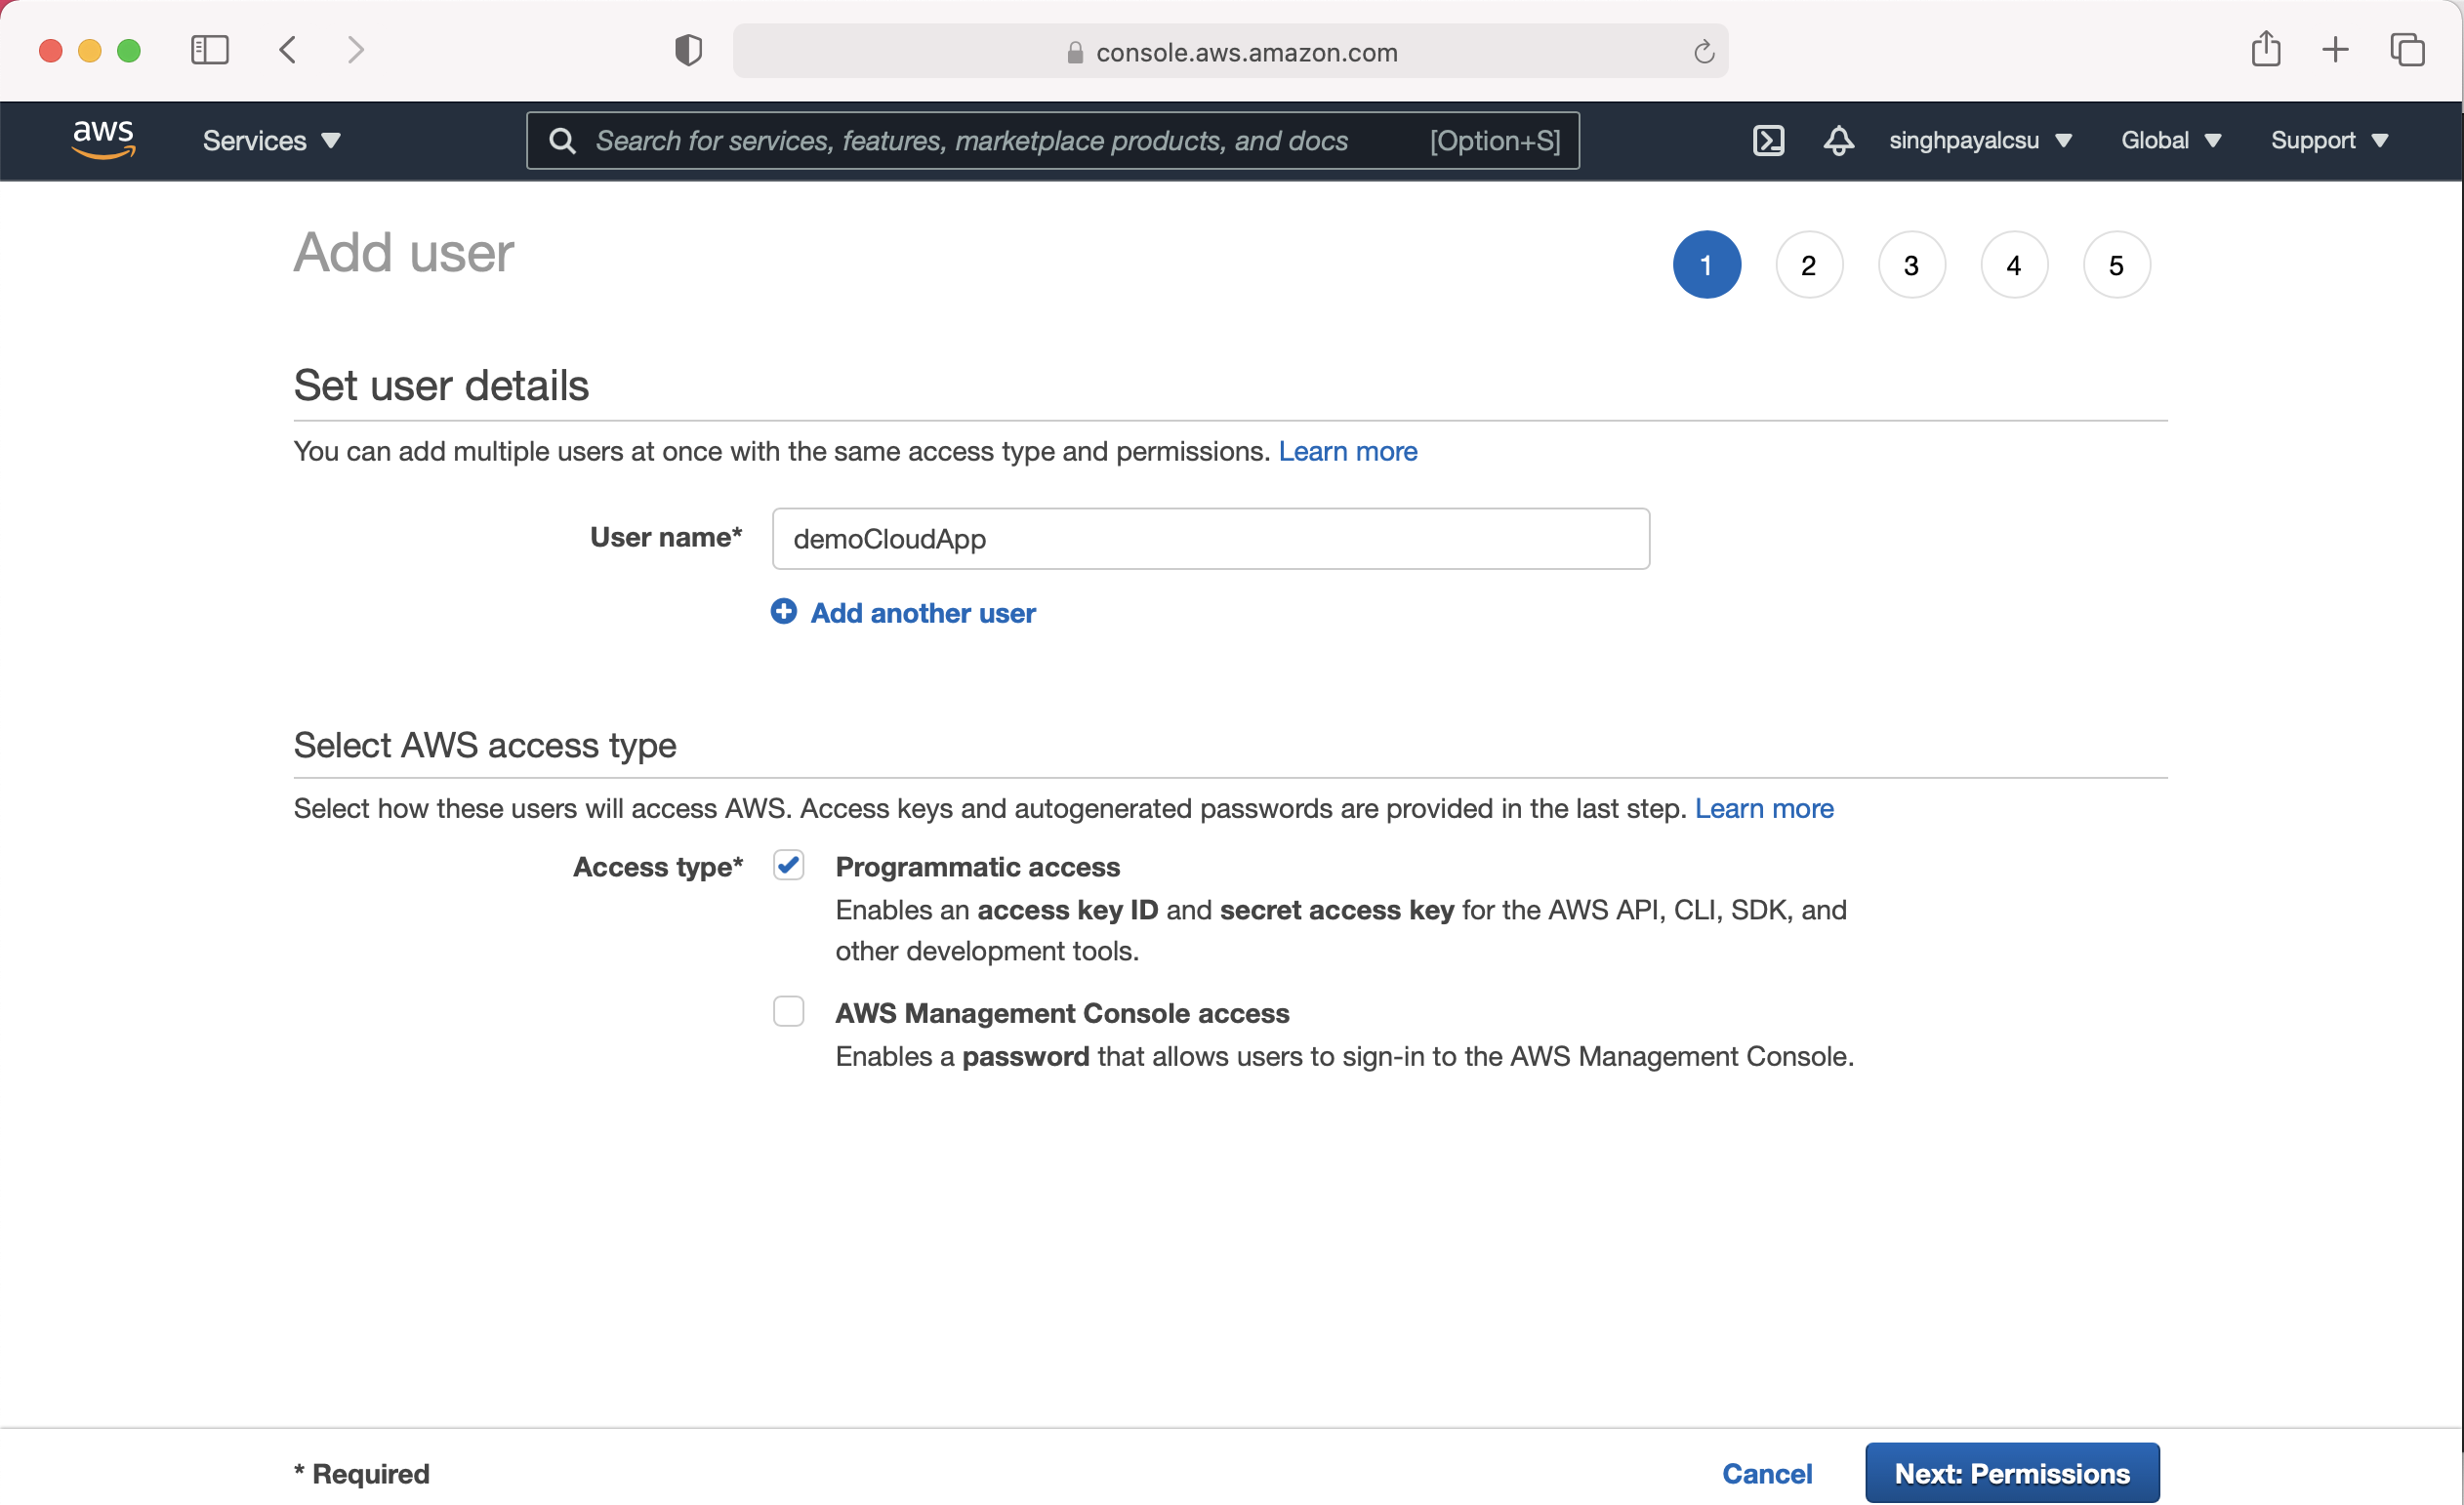 console.aws.amazon.com
aws
Services
Search for services, features, marketplace products, and docs [Option+S]
singhpayalcsu
Global
Support
Add user
1 2 3 4 5
Set user details
You can add multiple users at once with the same access type and permissions. Learn more
User name* demoCloudApp
Add another user
Select AWS access type
Select how these users will access AWS. Access keys and autogenerated passwords are provided in the last step. Learn more
Access type* Programmatic access
Enables an access key ID and secret access key for the AWS API, CLI, SDK, and
other development tools.
AWS Management Console access
Enables a password that allows users to sign-in to the AWS Management Console.
* Required
Cancel
Next: Permissions